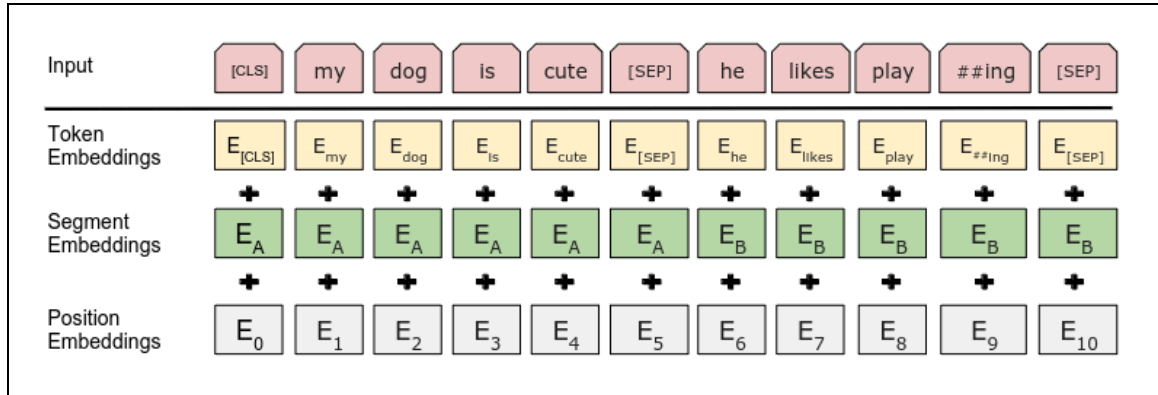 Input [CLS] my dog is cute [SEP] he likes play ##ing [SEP]
Token
Embeddings
E[CLS] Emy Edog Eis Ecute E[SEP] Ehe Elikes Eplay E##ing E[SEP]
+ + + + + + + + + + +
Segment
Embeddings
EA EA EA EA EA EA EB EB EB EB EB
+ + + + + + + + + + +
Position
Embeddings
E0 E1 E2 E3 E4 E5 E6 E7 E8 E9 E10